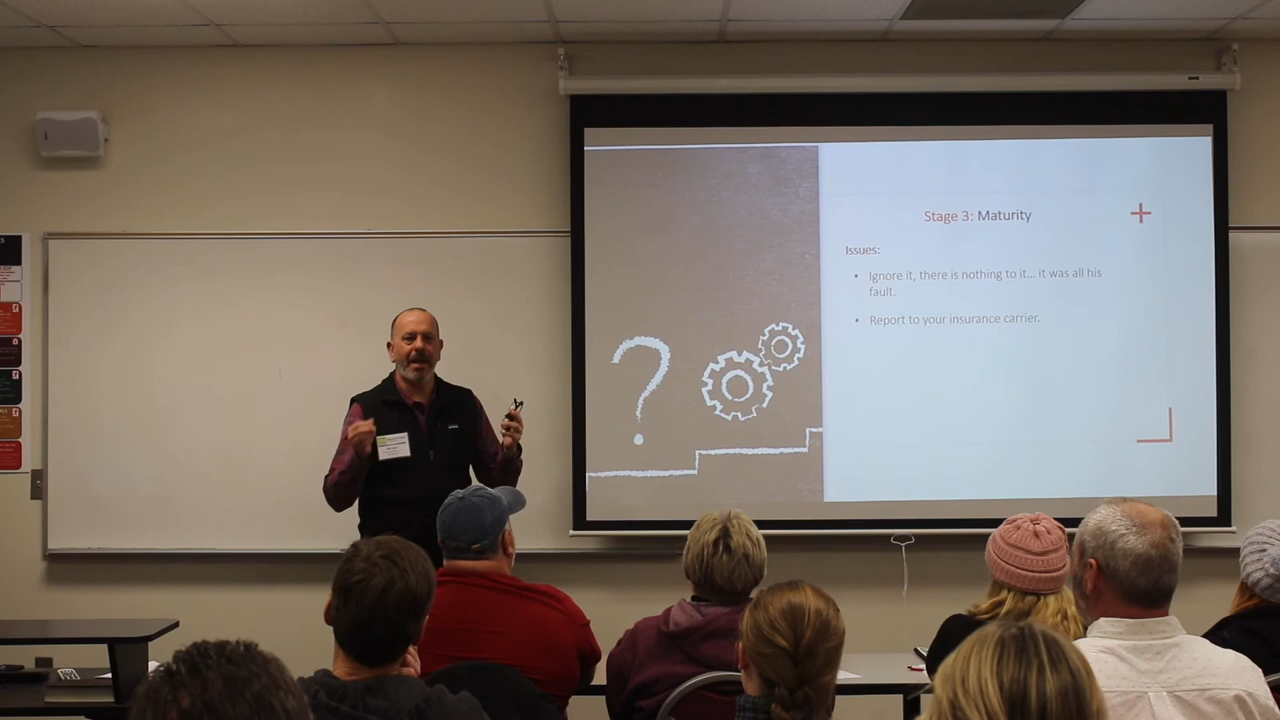 Stage 3: Maturity
Issues:
• Ignore it, there is nothing to it... it was all his
fault.
• Report to your insurance carrier.